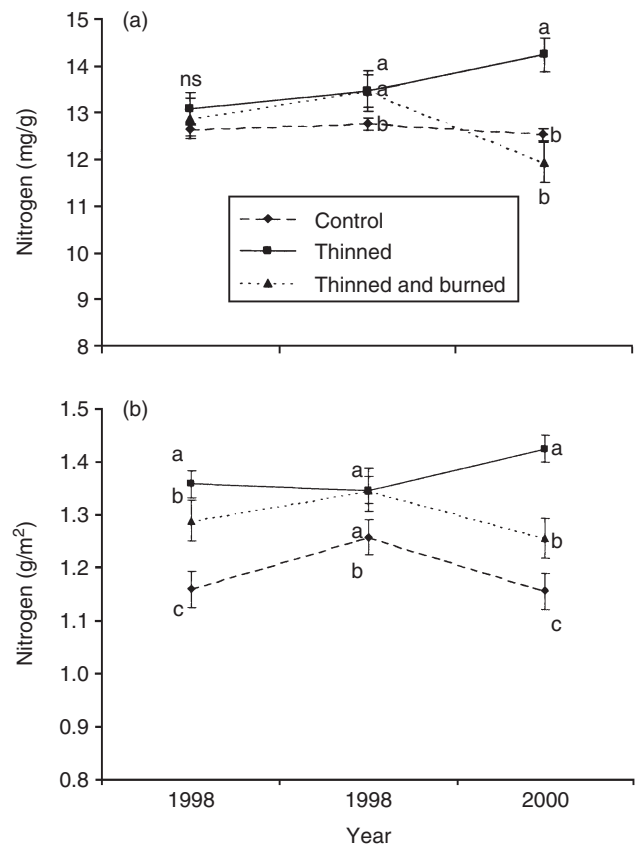 (a)
15
14
13
12
11
10
9
8
Nitrogen (mg/g)
ns
a
a
b
a
b
b
Control
Thinned
Thinned and burned
(b)
1.5
1.4
1.3
1.2
1.1
1.0
0.9
0.8
Nitrogen (g/m²)
a
b
c
a
a
b
a
b
c
1998
1998
2000
Year